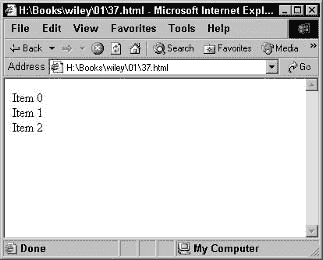 H:\Books\wiley\01\37.html - Microsoft Internet Expl...
File Edit View Favorites Tools Help
Back Search Favorites Media »
Address H:\Books\wiley\01\37.html Go
Item 0
Item 1
Item 2
Done My Computer